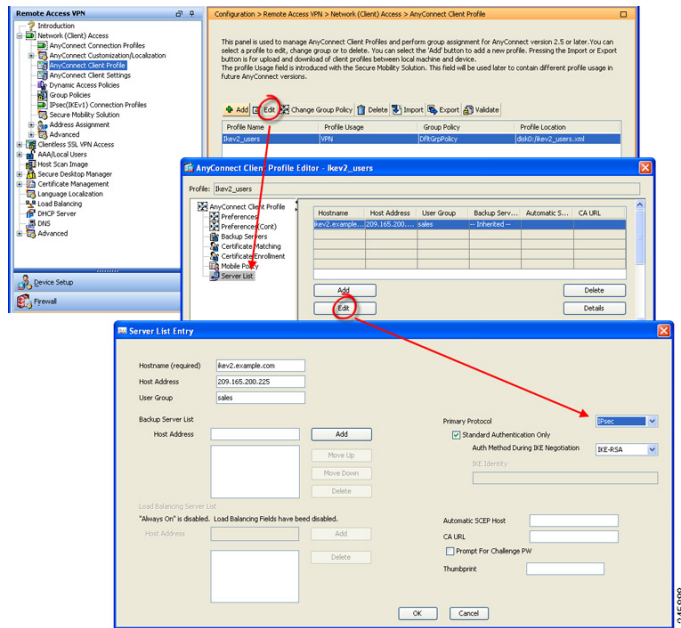 Remote Access VPN
Introduction
Network (Client) Access
AnyConnect Connection Profiles
AnyConnect Customization/Localization
AnyConnect Client Profile
AnyConnect Client Settings
Dynamic Access Policies
Group Policies
IPsec(IKEv1) Connection Profiles
Secure Mobility Solution
Address Assignment
Advanced
Clientless SSL VPN Access
AAA/Local Users
Host Scan Image
Secure Desktop Manager
Certificate Management
Language Localization
Load Balancing
DHCP Server
DNS
Advanced
Device Setup
Firewall
Configuration > Remote Access VPN > Network (Client) Access > AnyConnect Client Profile
This panel is used to manage AnyConnect Client Profiles and perform group assignment for AnyConnect version 2.5 or later. You can
select a profile to edit, change group or to delete. You can select the 'Add' button to add a new profile. Pressing the Import or Export
button is for upload and download of client profiles between local machine and device.
The profile Usage field is introduced with the Secure Mobility Solution. This field will be used later to contain different profile usage in
future AnyConnect versions.
Add Edit Change Group Policy Delete Import Export Validate
Profile Name Profile Usage Group Policy Profile Location
Ikev2_users VPN DfltGrpPolicy disk0:/ikev2_users.xml
AnyConnect Client Profile Editor - Ikev2_users
Profile: Ikev2_users
AnyConnect Client Profile
Preferences
Preferences (Cont)
Backup Servers
Certificate Matching
Certificate Enrollment
Mobile Policy
Server List
Hostname Host Address User Group Backup Serv... Automatic S... CA URL
ikev2.example... 209.165.200.... sales -- Inherited --
Add Delete
Edit Details
Server List Entry
Hostname (required) ikev2.example.com
Host Address 209.165.200.225
User Group sales
Backup Server List
Host Address Add
Move Up
Move Down
Delete
Load Balancing Server List
"Always On" is disabled. Load Balancing Fields have been disabled.
Host Address Add
Delete
Primary Protocol IPsec
Standard Authentication Only
Auth Method During IKE Negotiation IKE-RSA
IKE Identity
Automatic SCEP Host
CA URL
Prompt For Challenge PW
Thumbprint
OK Cancel